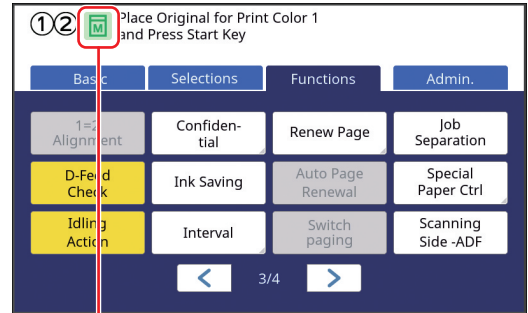 ①② M Place Original for Print Color 1
and Press Start Key
Basic Selections Functions Admin.
1=2 Alignment
Confiden-
tial
Renew Page
Job
Separation
D-Feed
Check
Ink Saving
Auto Page
Renewal
Special
Paper Ctrl
Idling
Action
Interval
Switch
paging
Scanning
Side -ADF
< 3/4 >